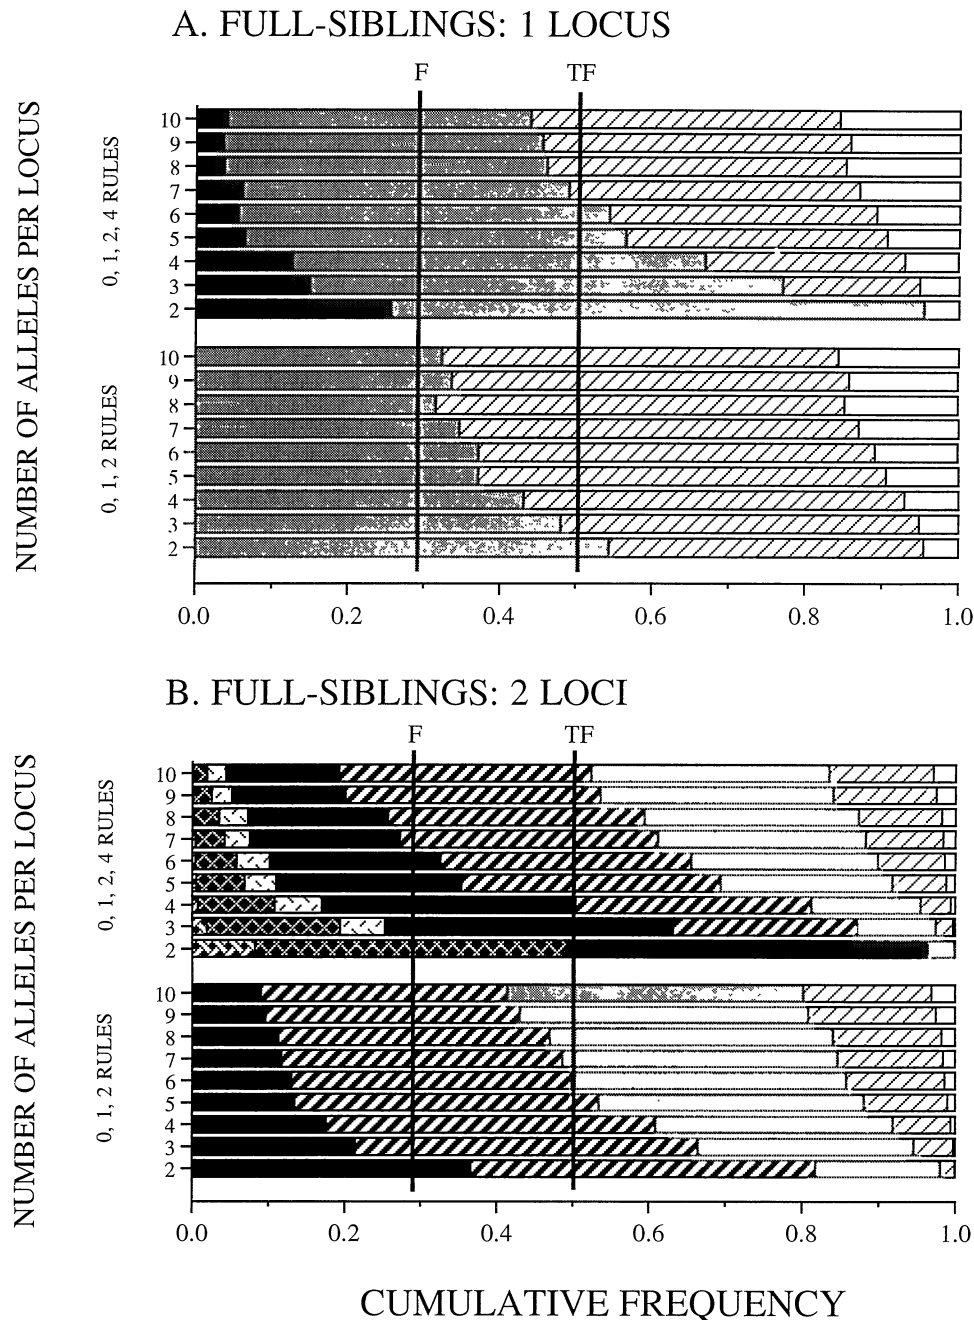 A. FULL-SIBLINGS: 1 LOCUS
F
TF
NUMBER OF ALLELES PER LOCUS
0, 1, 2, 4 RULES
10
9
8
7
6
5
4
3
2
0, 1, 2 RULES
10
9
8
7
6
5
4
3
2
0.0 0.2 0.4 0.6 0.8 1.0
B. FULL-SIBLINGS: 2 LOCI
F
TF
NUMBER OF ALLELES PER LOCUS
0, 1, 2, 4 RULES
10
9
8
7
6
5
4
3
2
0, 1, 2 RULES
10
9
8
7
6
5
4
3
2
0.0 0.2 0.4 0.6 0.8 1.0
CUMULATIVE FREQUENCY